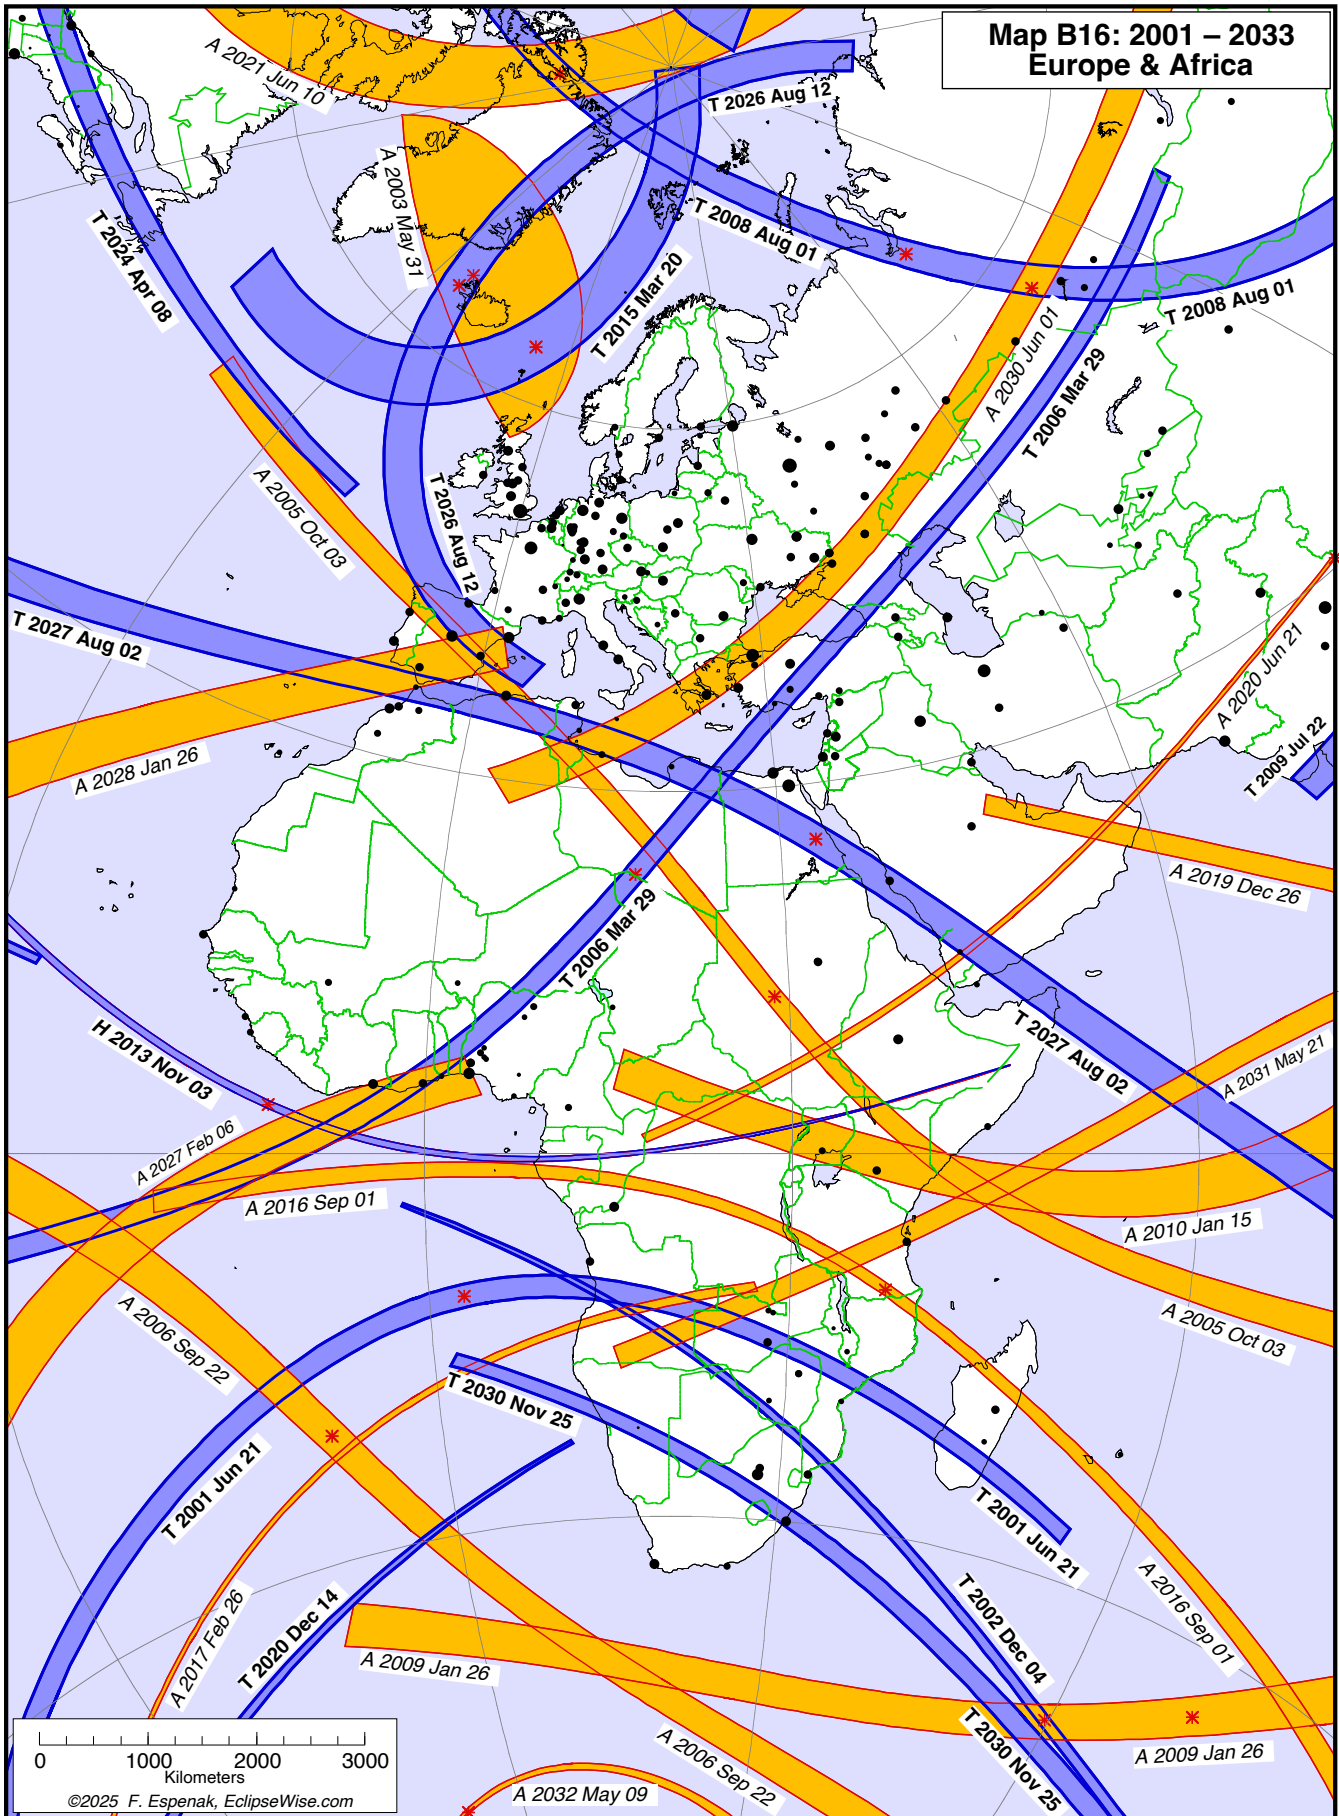 Map B16: 2001 – 2033
Europe & Africa
A 2021 Jun 10
T 2026 Aug 12
A 2003 May 31
T 2008 Aug 01
T 2024 Apr 08
T 2015 Mar 20
T 2008 Aug 01
A 2030 Jun 01
T 2006 Mar 29
A 2005 Oct 03
T 2026 Aug 12
T 2027 Aug 02
A 2020 Jun 21
T 2009 Jul 22
A 2028 Jan 26
A 2019 Dec 26
T 2006 Mar 29
H 2013 Nov 03
T 2027 Aug 02
A 2031 May 21
A 2027 Feb 06
A 2016 Sep 01
A 2010 Jan 15
A 2006 Sep 22
A 2005 Oct 03
T 2030 Nov 25
T 2001 Jun 21
T 2001 Jun 21
A 2017 Feb 26
T 2020 Dec 14
T 2002 Dec 04
A 2016 Sep 01
A 2009 Jan 26
T 2030 Nov 25
A 2009 Jan 26
A 2006 Sep 22
A 2032 May 09
0 1000 2000 3000
Kilometers
©2025 F. Espenak, EclipseWise.com